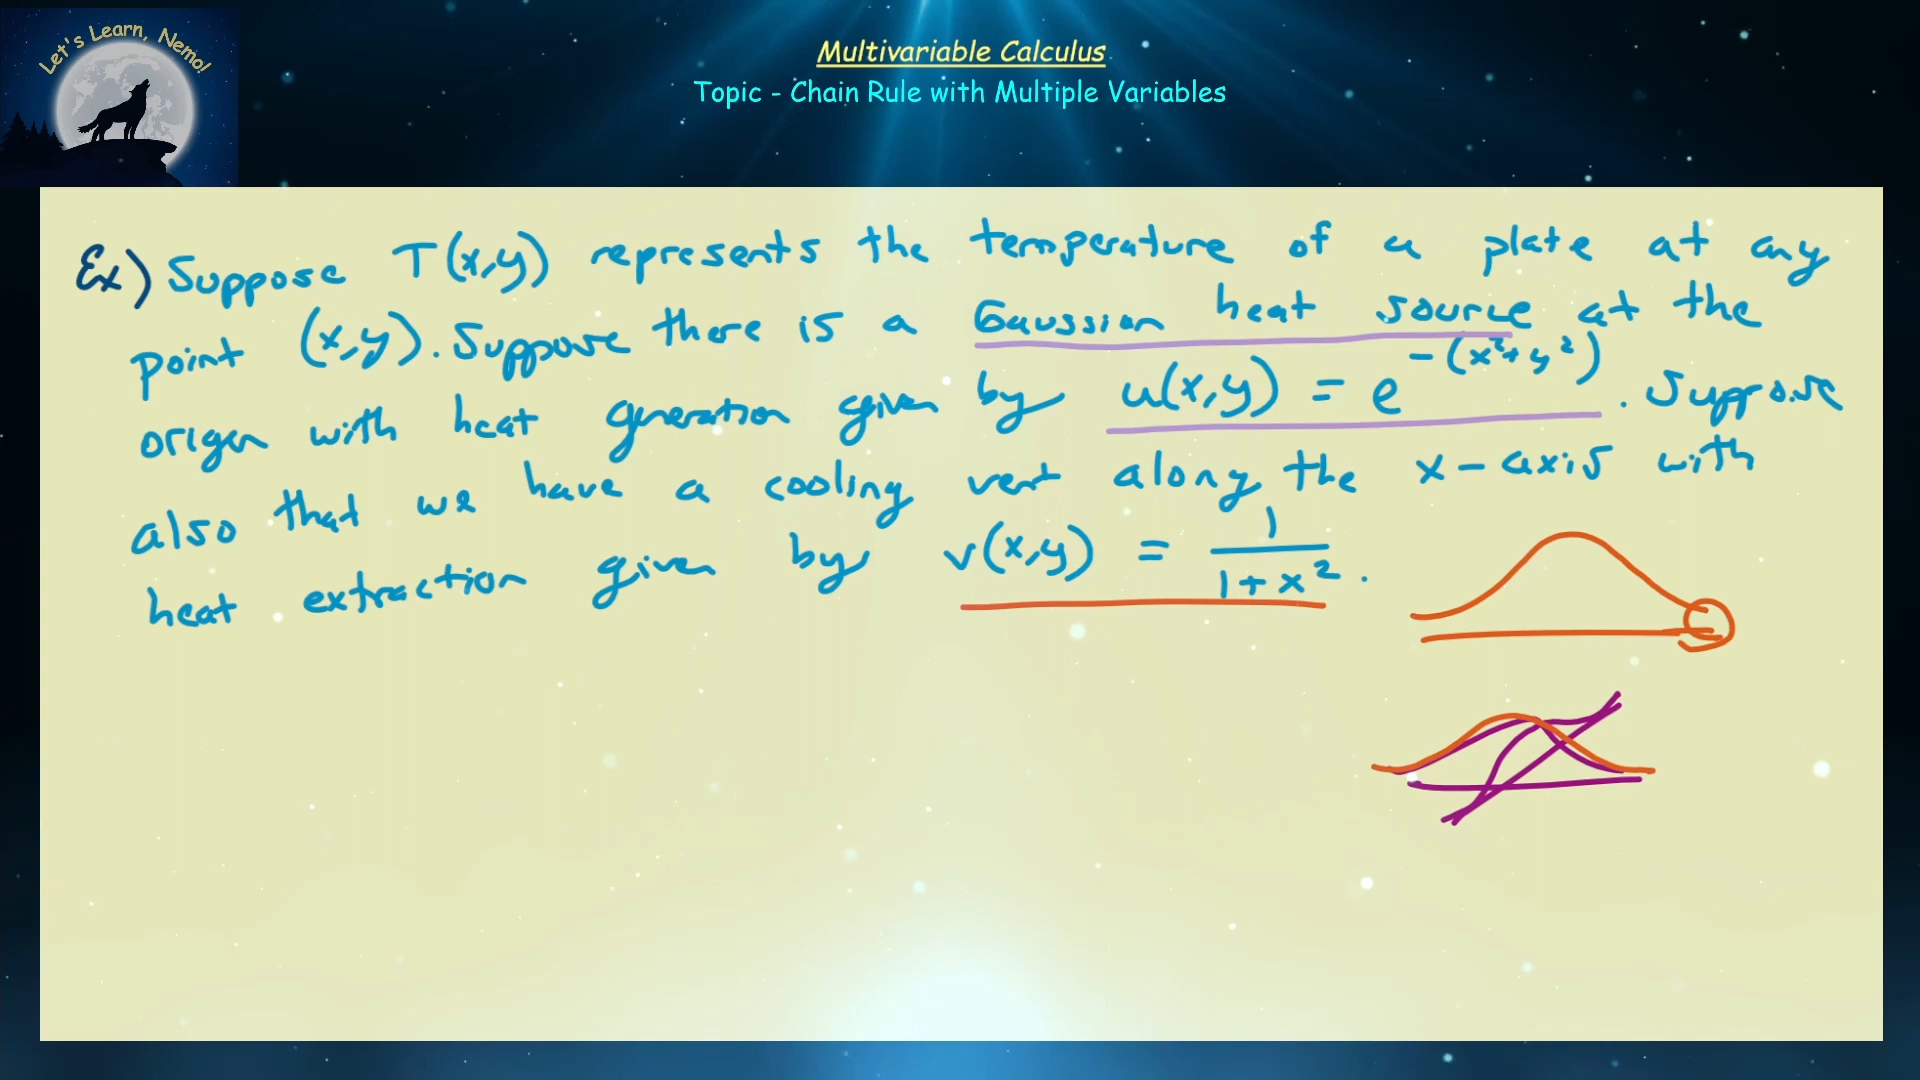 Let's Learn, Nemo!
Multivariable Calculus
Topic - Chain Rule with Multiple Variables
Ex) Suppose T(x,y) represents the temperature of a plate at any
point (x,y). Suppose there is a Gaussian heat source at the
origin with heat generation given by u(x,y) = e^{-(x²+y²)}. Suppose
also that we have a cooling vent along the x-axis with
heat extraction given by v(x,y) = 1/(1+x²).